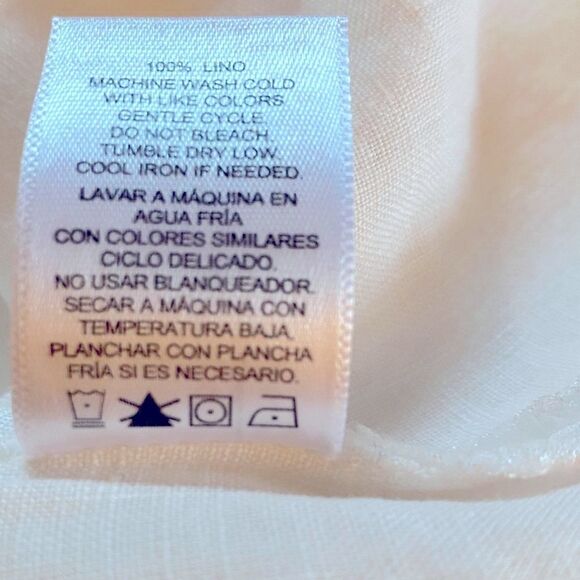 100% LINO
MACHINE WASH COLD
WITH LIKE COLORS
GENTLE CYCLE.
DO NOT BLEACH.
TUMBLE DRY LOW.
COOL IRON IF NEEDED.
LAVAR A MÁQUINA EN
AGUA FRÍA
CON COLORES SIMILARES
CICLO DELICADO.
NO USAR BLANQUEADOR.
SECAR A MÁQUINA CON
TEMPERATURA BAJA.
PLANCHAR CON PLANCHA
FRÍA SI ES NECESARIO.